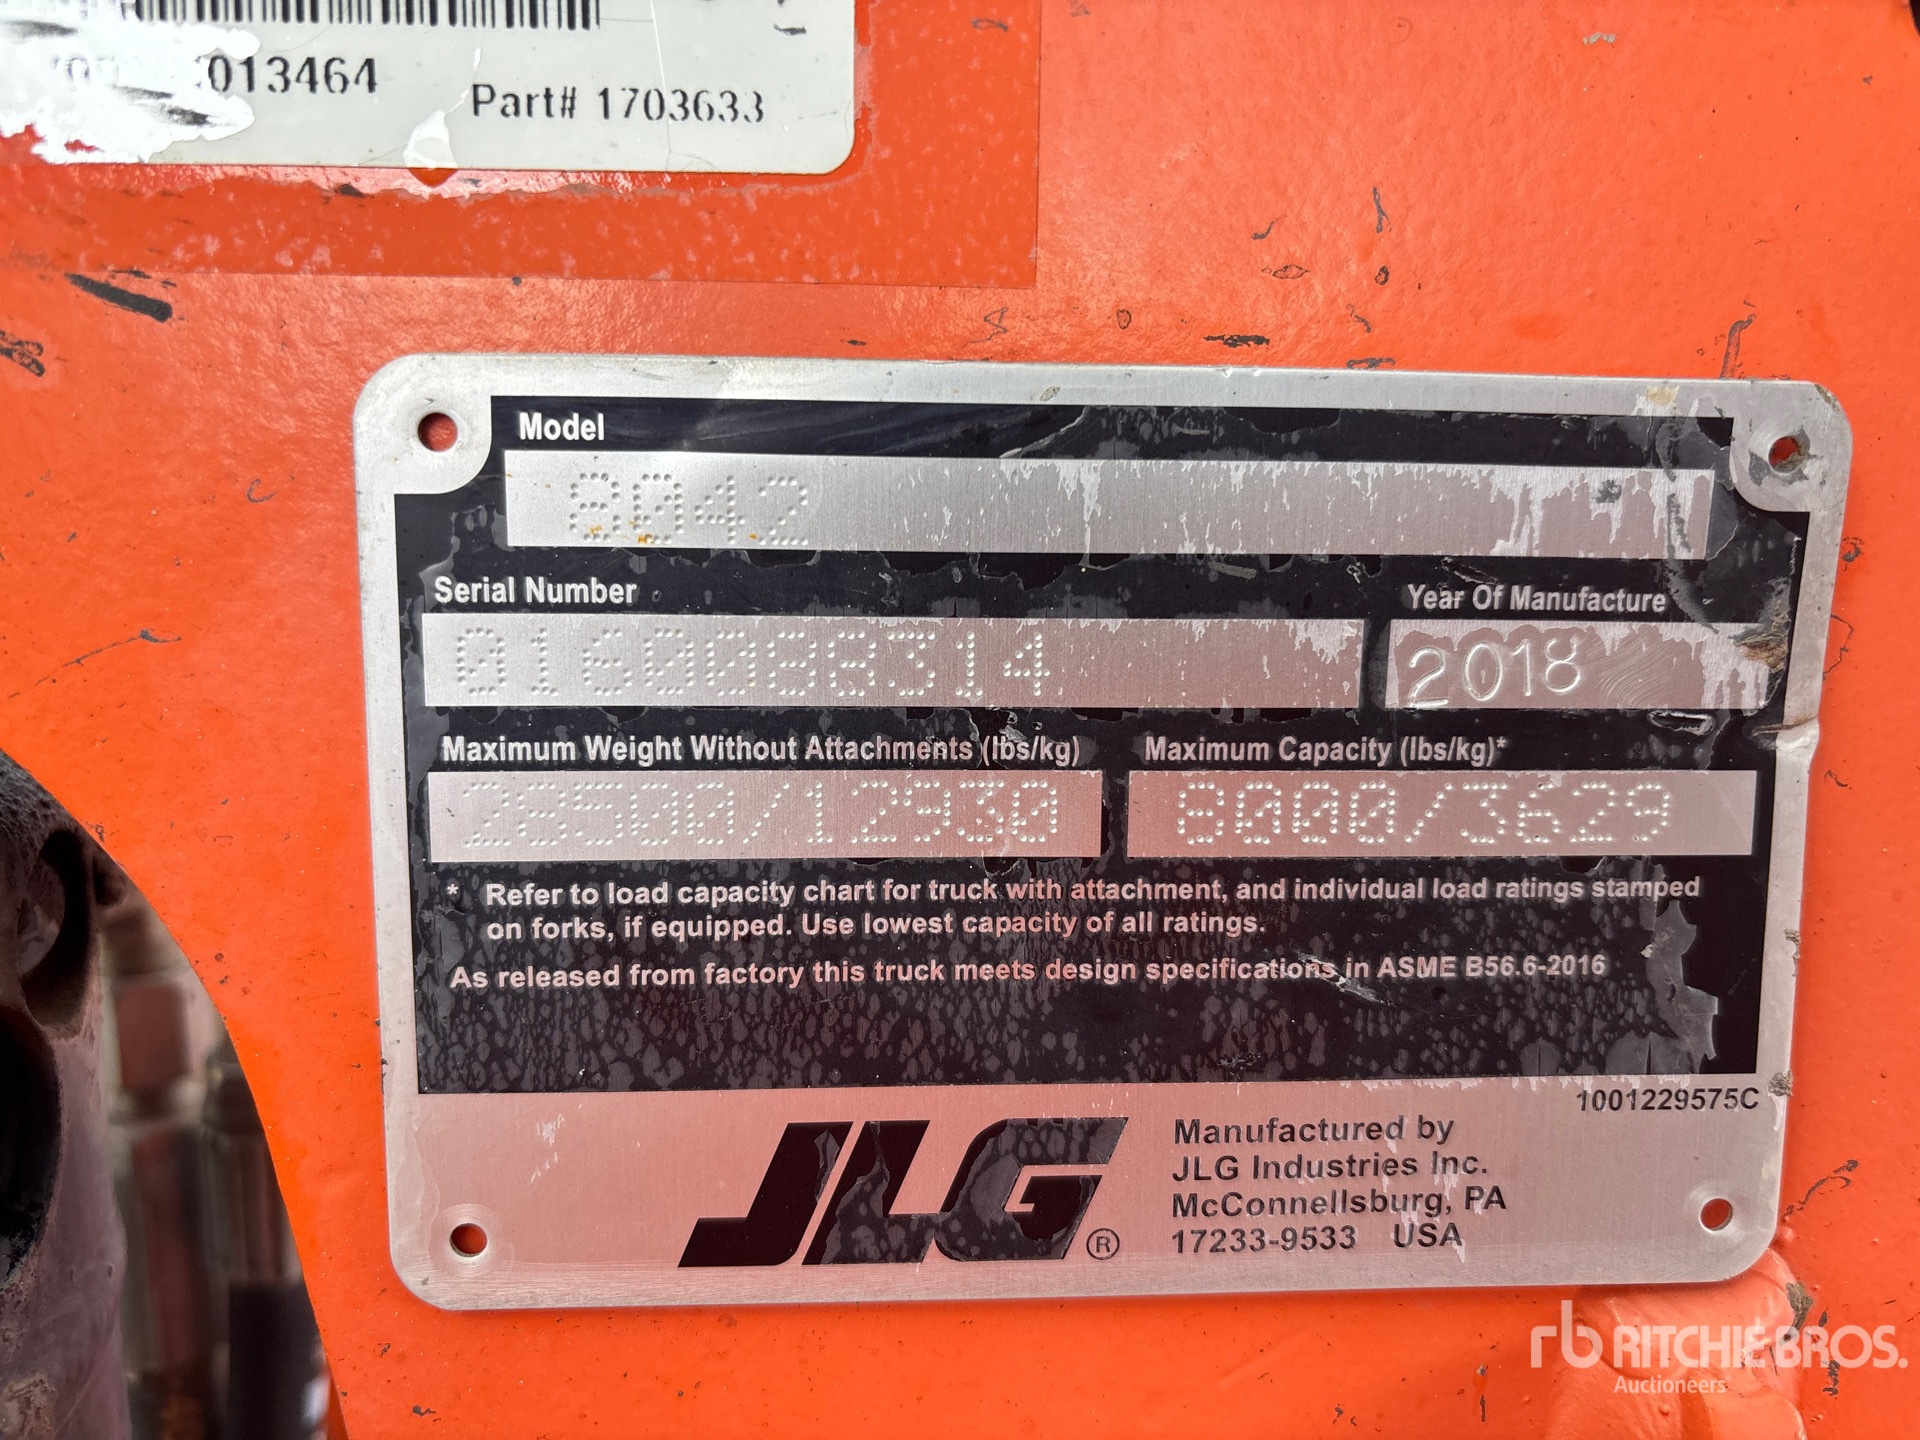 013464
Part# 1703633
Model
8042
Serial Number Year Of Manufacture
0160088314 2018
Maximum Weight Without Attachments (lbs/kg) Maximum Capacity (lbs/kg)*
28500/12930 8000/3629
* Refer to load capacity chart for truck with attachment, and individual load ratings stamped
on forks, if equipped. Use lowest capacity of all ratings.
As released from factory this truck meets design specifications in ASME B56.6-2016
1001229575C
JLG®
Manufactured by
JLG Industries Inc.
McConnellsburg, PA
17233-9533 USA
rb RITCHIE BROS.
Auctioneers